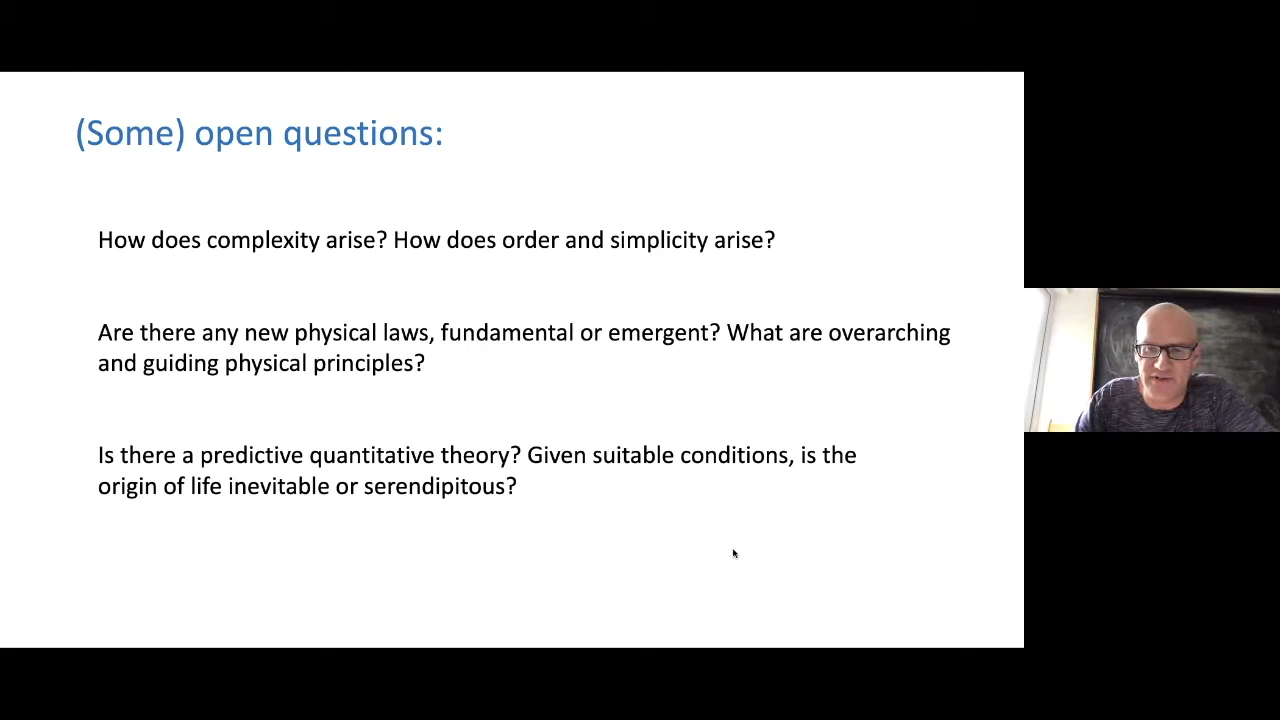 (Some) open questions:
How does complexity arise? How does order and simplicity arise?
Are there any new physical laws, fundamental or emergent? What are overarching
and guiding physical principles?
Is there a predictive quantitative theory? Given suitable conditions, is the
origin of life inevitable or serendipitous?